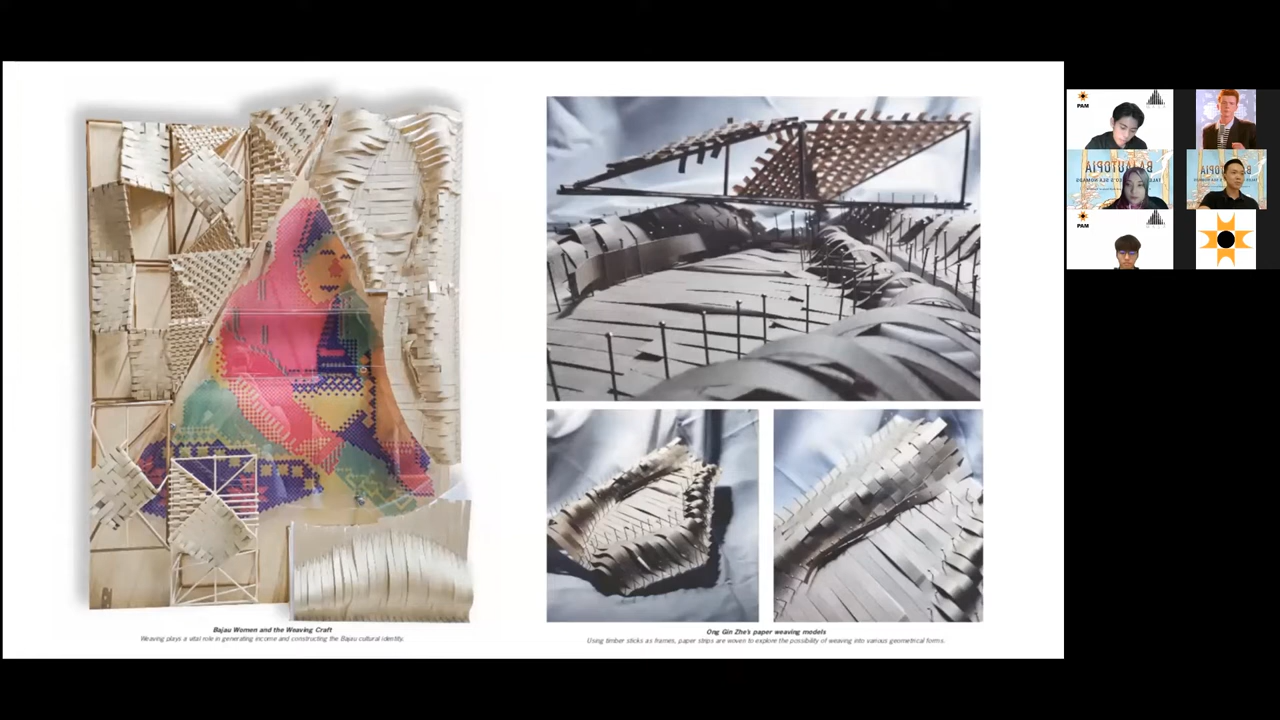 Bajau Women and the Weaving Craft
Weaving plays a vital role in generating income and constructing the Bajau cultural identity.
Ong Gin Zhe's paper weaving models
Using timber sticks as frames, paper strips are woven to explore the possibility of weaving into various geometrical forms.
PAM
PAM